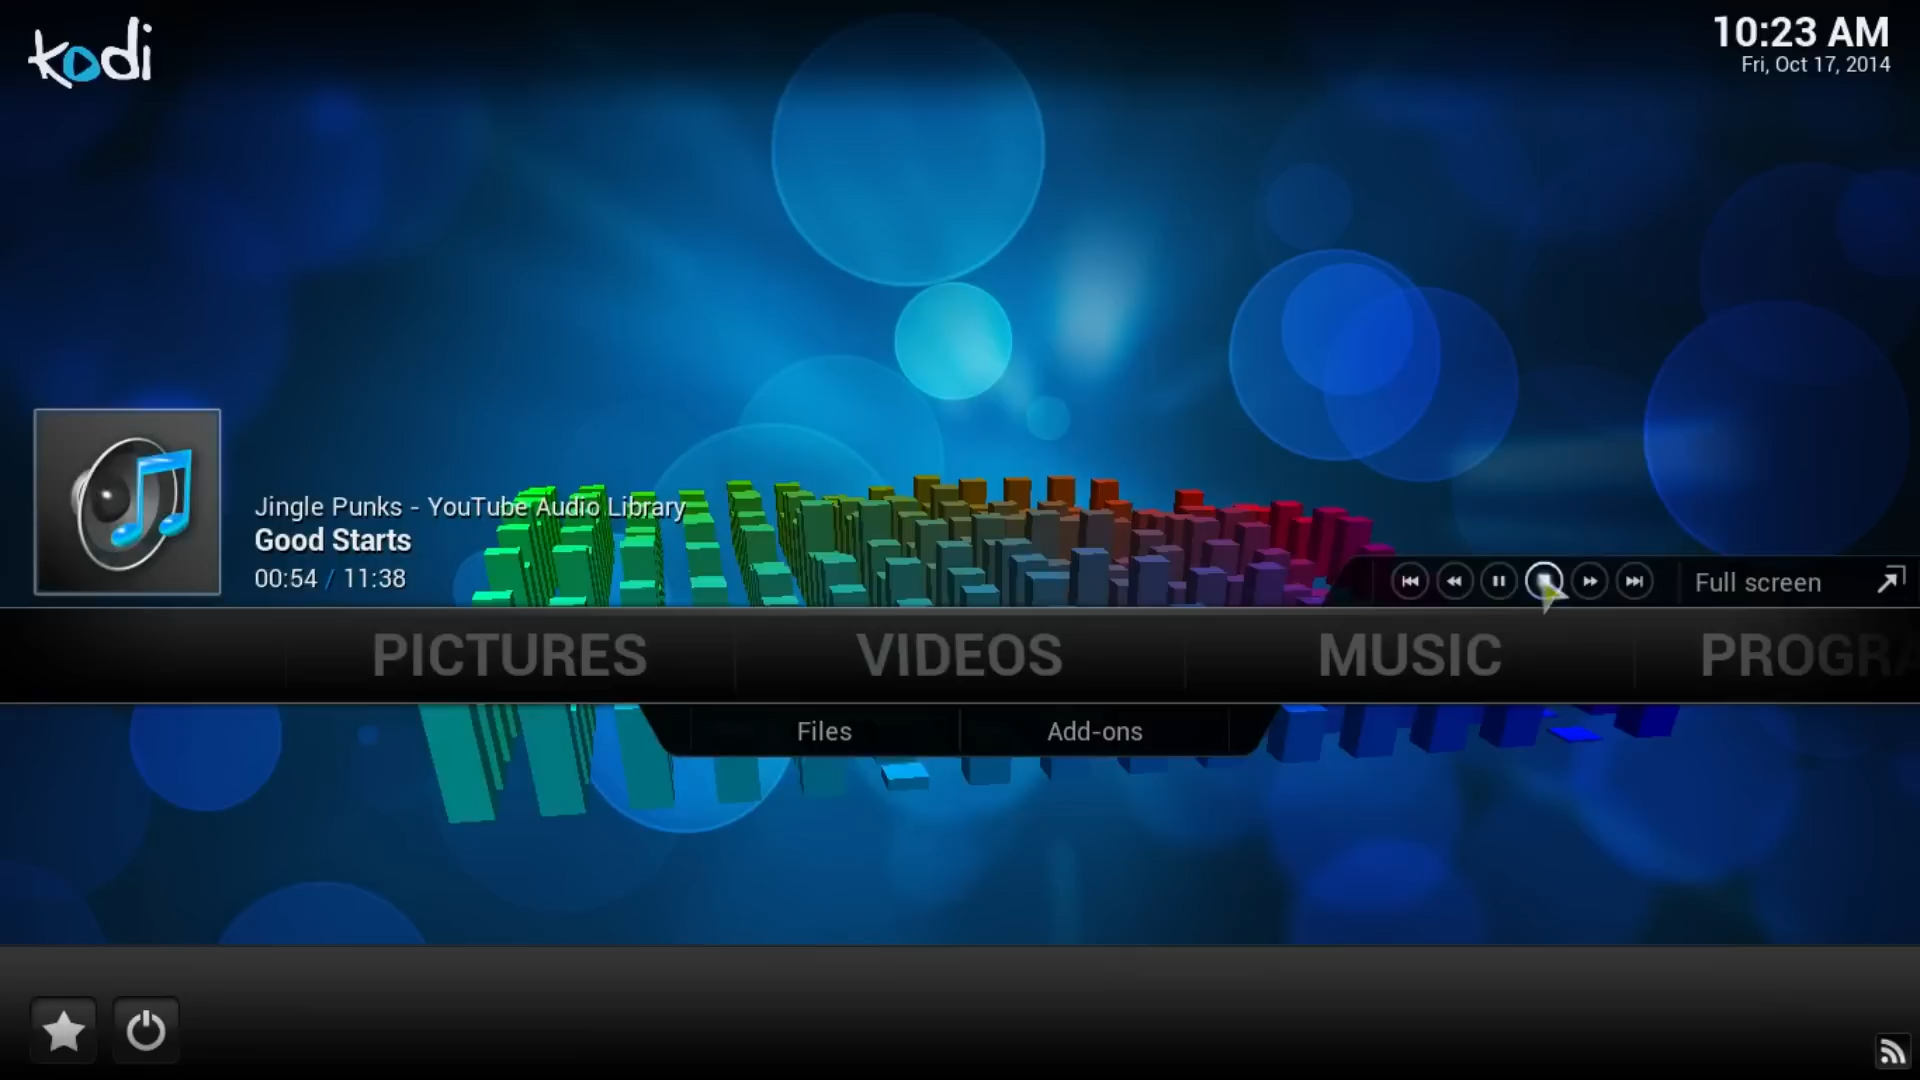 kodi
10:23 AM
Fri, Oct 17, 2014
Jingle Punks - YouTube Audio Library
Good Starts
00:54 / 11:38
Full screen
PICTURES
VIDEOS
MUSIC
PROGRA
Files
Add-ons